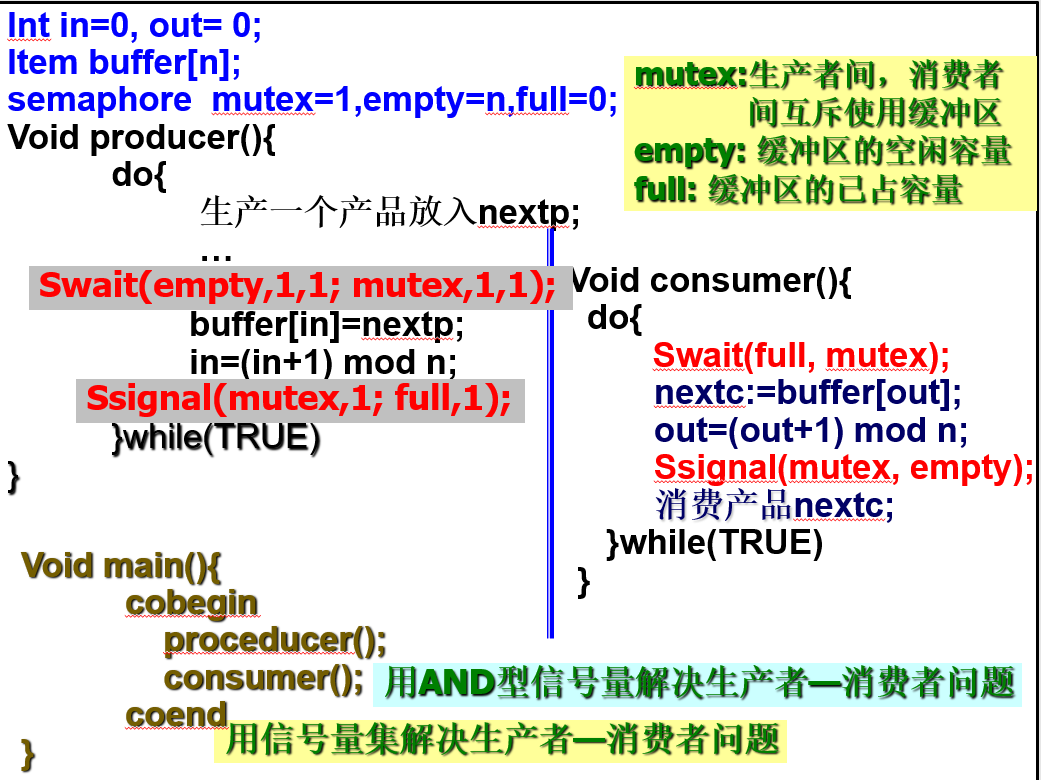 Int in=0, out= 0;
Item buffer[n];
semaphore mutex=1,empty=n,full=0;
Void producer(){
do{
生产一个产品放入nextp;
…
Swait(empty,1,1; mutex,1,1);
buffer[in]=nextp;
in=(in+1) mod n;
Ssignal(mutex,1; full,1);
}while(TRUE)
}
mutex:生产者间，消费者
间互斥使用缓冲区
empty: 缓冲区的空闲容量
full: 缓冲区的已占容量
Void consumer(){
do{
Swait(full, mutex);
nextc:=buffer[out];
out=(out+1) mod n;
Ssignal(mutex, empty);
消费产品nextc;
}while(TRUE)
}
Void main(){
cobegin
proceducer();
consumer();
coend
}
用AND型信号量解决生产者—消费者问题
用信号量集解决生产者—消费者问题